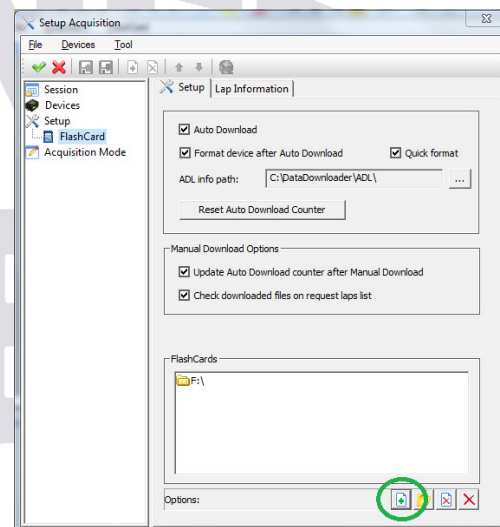 Setup Acquisition
File Devices Tool
Session
Devices
Setup
FlashCard
Acquisition Mode
Setup Lap Information
Auto Download
Format device after Auto Download Quick format
ADL info path: C:\DataDownloader\ADL\ ...
Reset Auto Download Counter
Manual Download Options
Update Auto Download counter after Manual Download
Check downloaded files on request laps list
FlashCards
F:\
Options: